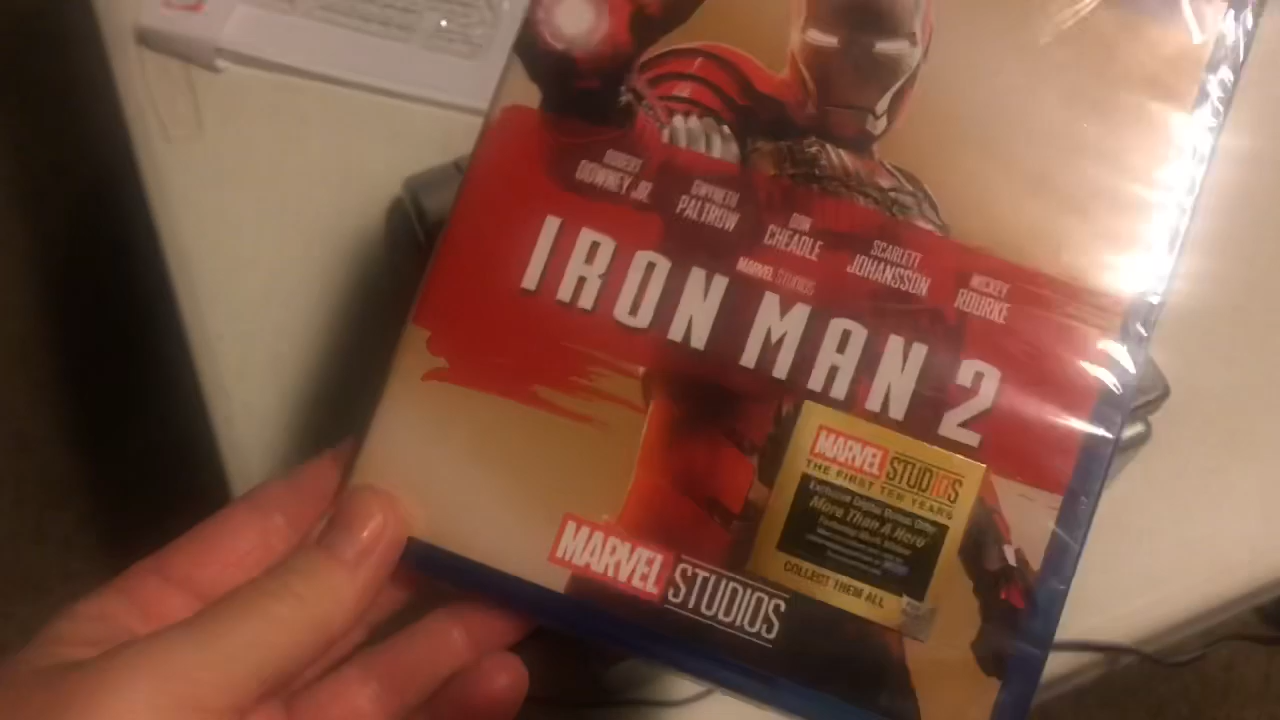 ROBERT DOWNEY JR.
GWYNETH PALTROW
DON CHEADLE
SCARLETT JOHANSSON
MICKEY ROURKE
MARVEL STUDIOS
IRON MAN 2
MARVEL STUDIOS
THE FIRST TEN YEARS
Exclusive Digital Bonus Offer
More Than A Hero
COLLECT THEM ALL
MARVEL STUDIOS